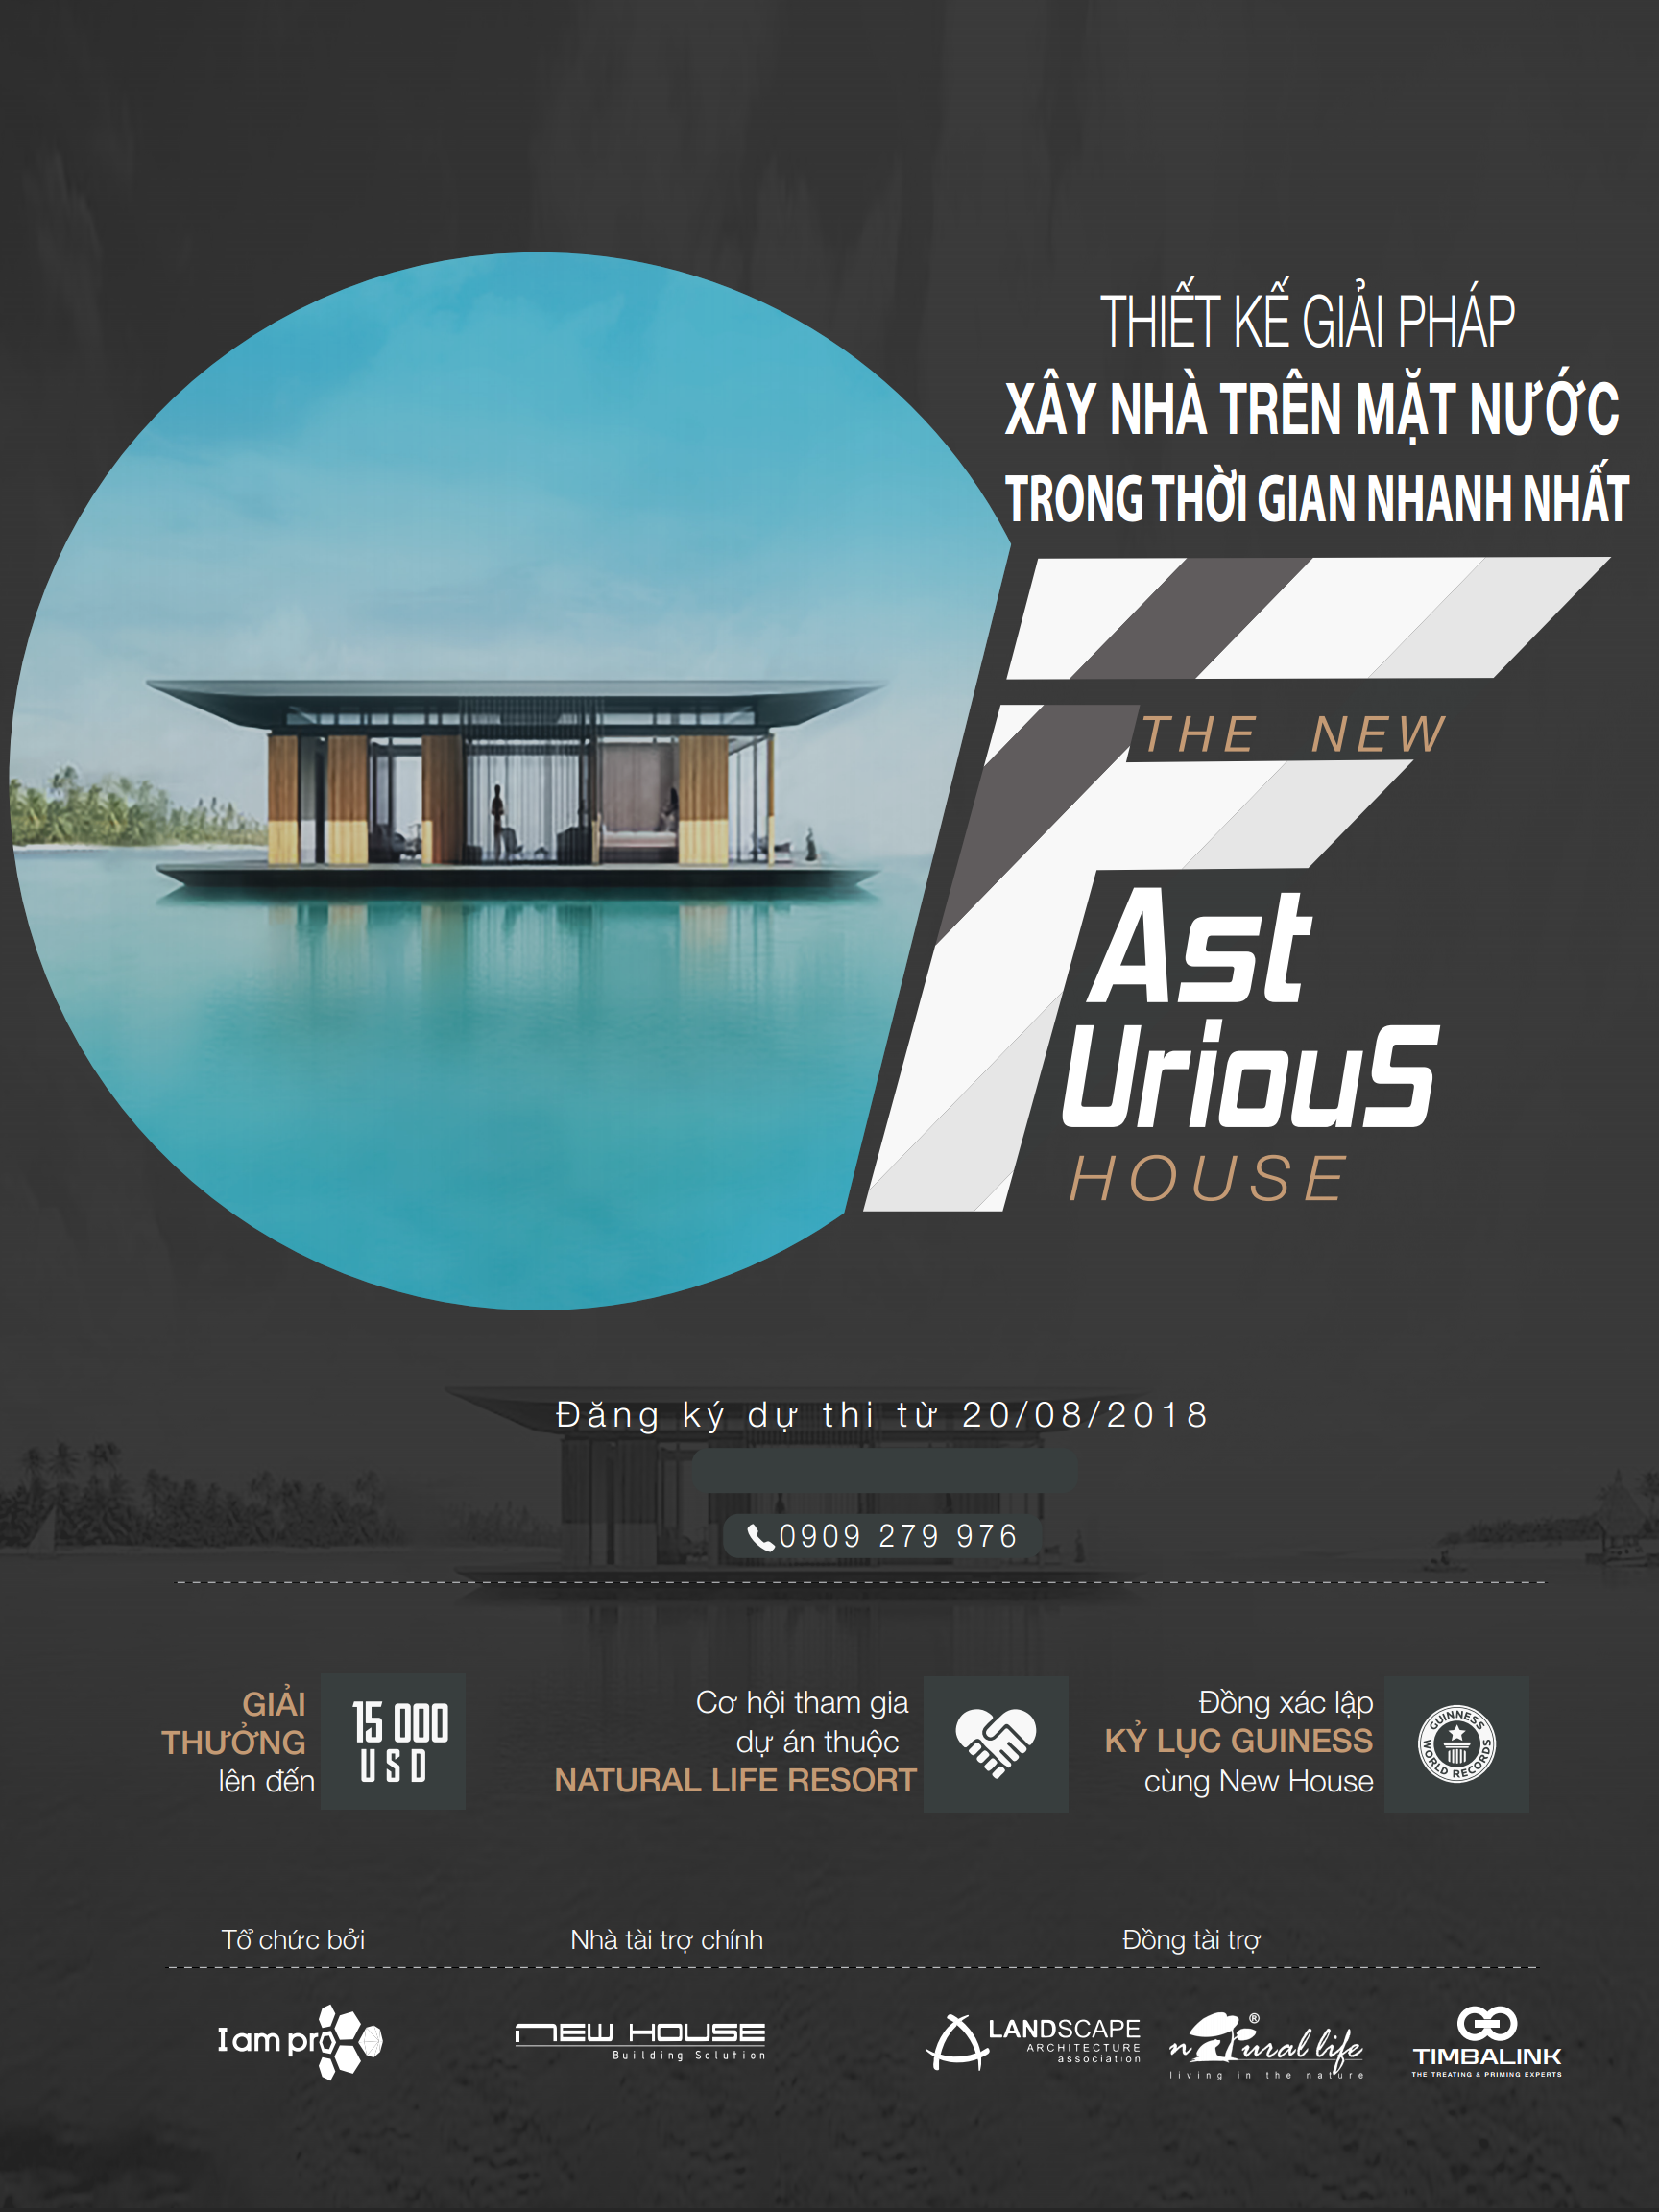 THIẾT KẾ GIẢI PHÁP
XÂY NHÀ TRÊN MẶT NƯỚC
TRONG THỜI GIAN NHANH NHẤT
THE NEW
FAst
UriouS
HOUSE
Đăng ký dự thi từ 20/08/2018
0909 279 976
GIẢI
THƯỞNG
lên đến
15 000
USD
Cơ hội tham gia
dự án thuộc
NATURAL LIFE RESORT
Đồng xác lập
KỶ LỤC GUINESS
cùng New House
GUINNESS
WORLD RECORDS
Tổ chức bởi
Nhà tài trợ chính
Đồng tài trợ
I am pro
NEW HOUSE
Building Solution
LANDSCAPE
ARCHITECTURE
association
natural life ®
living in the nature
TIMBALINK
THE TREATING & PRIMING EXPERTS